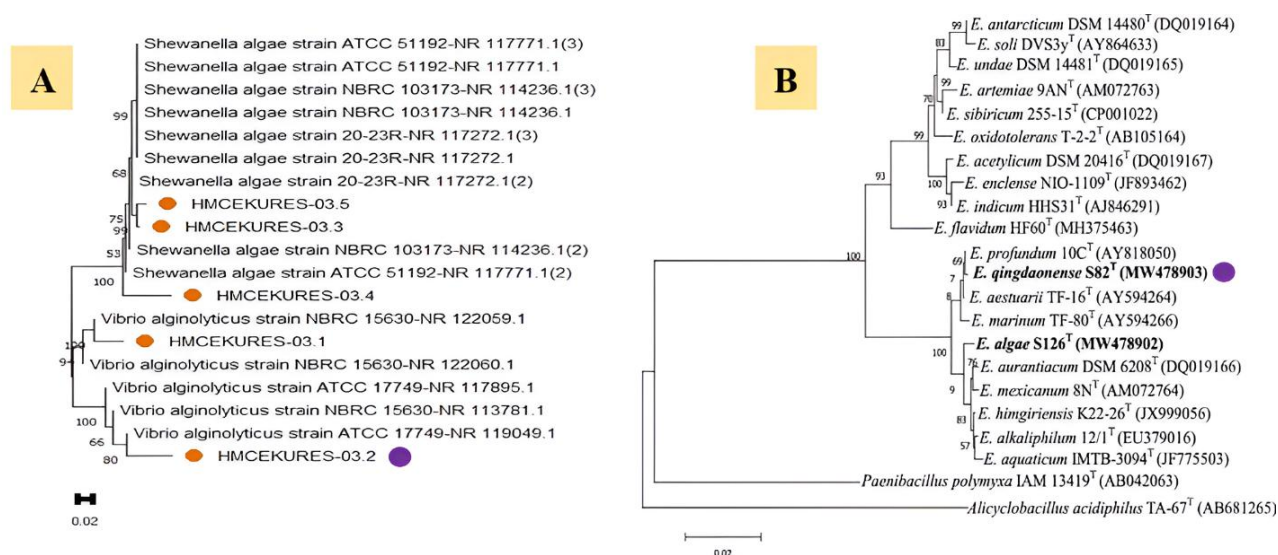 A
Shewanella algae strain ATCC 51192-NR 117771.1(3)
Shewanella algae strain ATCC 51192-NR 117771.1
Shewanella algae strain NBRC 103173-NR 114236.1(3)
Shewanella algae strain NBRC 103173-NR 114236.1
99
Shewanella algae strain 20-23R-NR 117272.1(3)
Shewanella algae strain 20-23R-NR 117272.1
68
Shewanella algae strain 20-23R-NR 117272.1(2)
HMCEKURES-03.5
75
HMCEKURES-03.3
99
Shewanella algae strain NBRC 103173-NR 114236.1(2)
53
Shewanella algae strain ATCC 51192-NR 117771.1(2)
100
HMCEKURES-03.4
Vibrio alginolyticus strain NBRC 15630-NR 122059.1
HMCEKURES-03.1
100
Vibrio alginolyticus strain NBRC 15630-NR 122060.1
Vibrio alginolyticus strain ATCC 17749-NR 117895.1
Vibrio alginolyticus strain NBRC 15630-NR 113781.1
100
Vibrio alginolyticus strain ATCC 17749-NR 119049.1
66
HMCEKURES-03.2
80
0.02
B
99
E. antarcticum DSM 14480T (DQ019164)
83
E. soli DVS3yT (AY864633)
E. undae DSM 14481T (DQ019165)
99
E. artemiae 9ANT (AM072763)
70
E. sibiricum 255-15T (CP001022)
99
E. oxidotolerans T-2-2T (AB105164)
E. acetylicum DSM 20416T (DQ019167)
100
E. enclense NIO-1109T (JF893462)
93
93
E. indicum HHS31T (AJ846291)
E. flavidum HF60T (MH375463)
100
E. profundum 10CT (AY818050)
69
E. qingdaonense S82T (MW478903)
7
E. aestuarii TF-16T (AY594264)
8
E. marinum TF-80T (AY594266)
E. algae S126T (MW478902)
100
76
E. aurantiacum DSM 6208T (DQ019166)
9
E. mexicanum 8NT (AM072764)
83
E. himgiriensis K22-26T (JX999056)
57
E. alkaliphilum 12/1T (EU379016)
E. aquaticum IMTB-3094T (JF775503)
Paenibacillus polymyxa IAM 13419T (AB042063)
Alicyclobacillus acidiphilus TA-67T (AB681265)
0.02